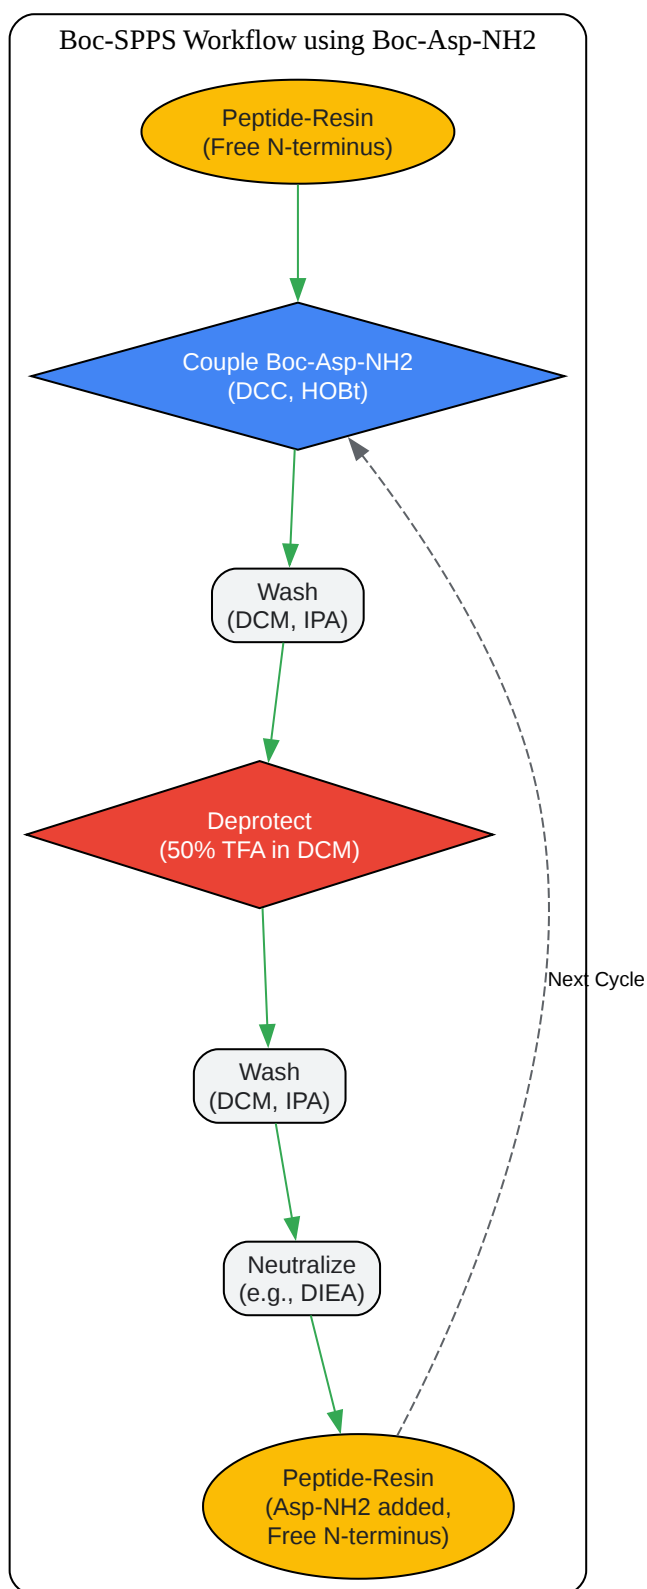 Boc-SPPS Workflow using Boc-Asp-NH2
Peptide-Resin
(Free N-terminus)
Couple Boc-Asp-NH2
(DCC, HOBt)
Wash
(DCM, IPA)
Deprotect
(50% TFA in DCM)
Next Cycle
Wash
(DCM, IPA)
Neutralize
(e.g., DIEA)
Peptide-Resin
(Asp-NH2 added,
Free N-terminus)